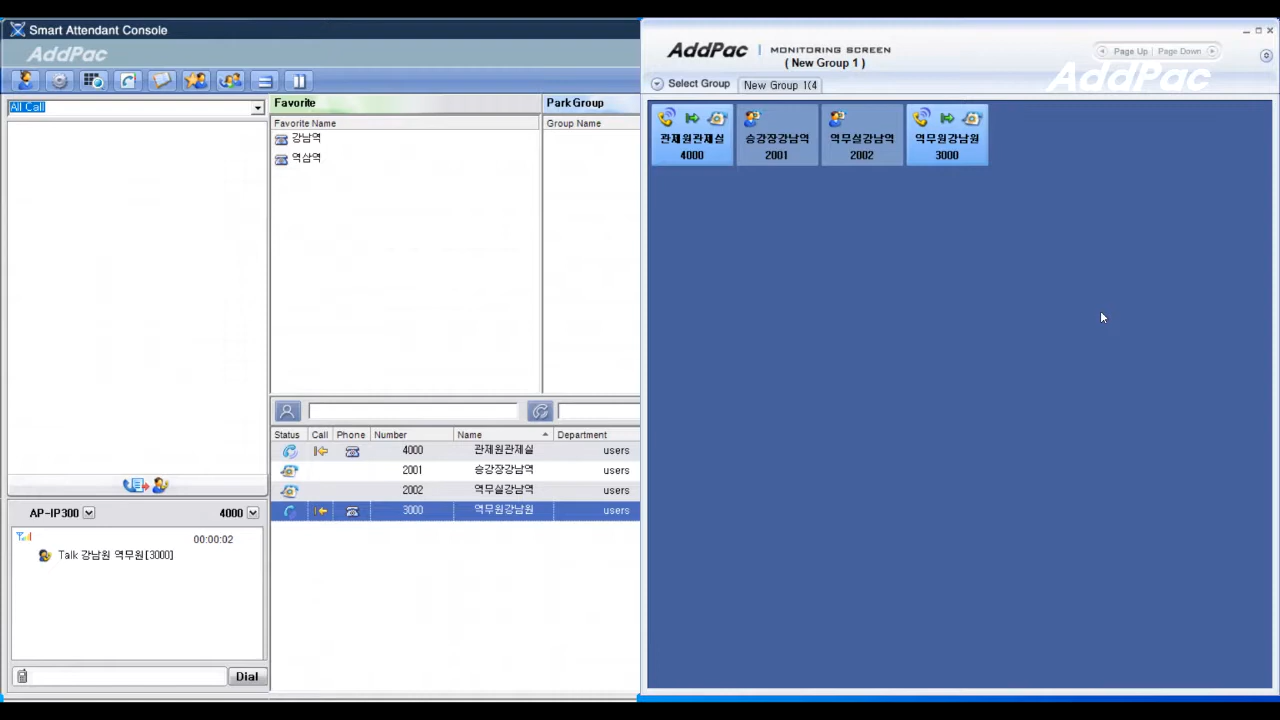 Smart Attendant Console
AddPac
All Call
Favorite
Favorite Name
강남역
역삼역
Park Group
Group Name
Status Call Phone Number Name Department
4000 관제원관제실 users
2001 승강장강남역 users
2002 역무실강남역 users
3000 역무원강남원 users
AP-IP300 4000
00:00:02
Talk 강남원 역무원[3000]
Dial
AddPac MONITORING SCREEN
( New Group 1 )
Page Up Page Down
AddPac
Select Group New Group 1(4
관제원관제실
4000
승강장강남역
2001
역무실강남역
2002
역무원강남원
3000